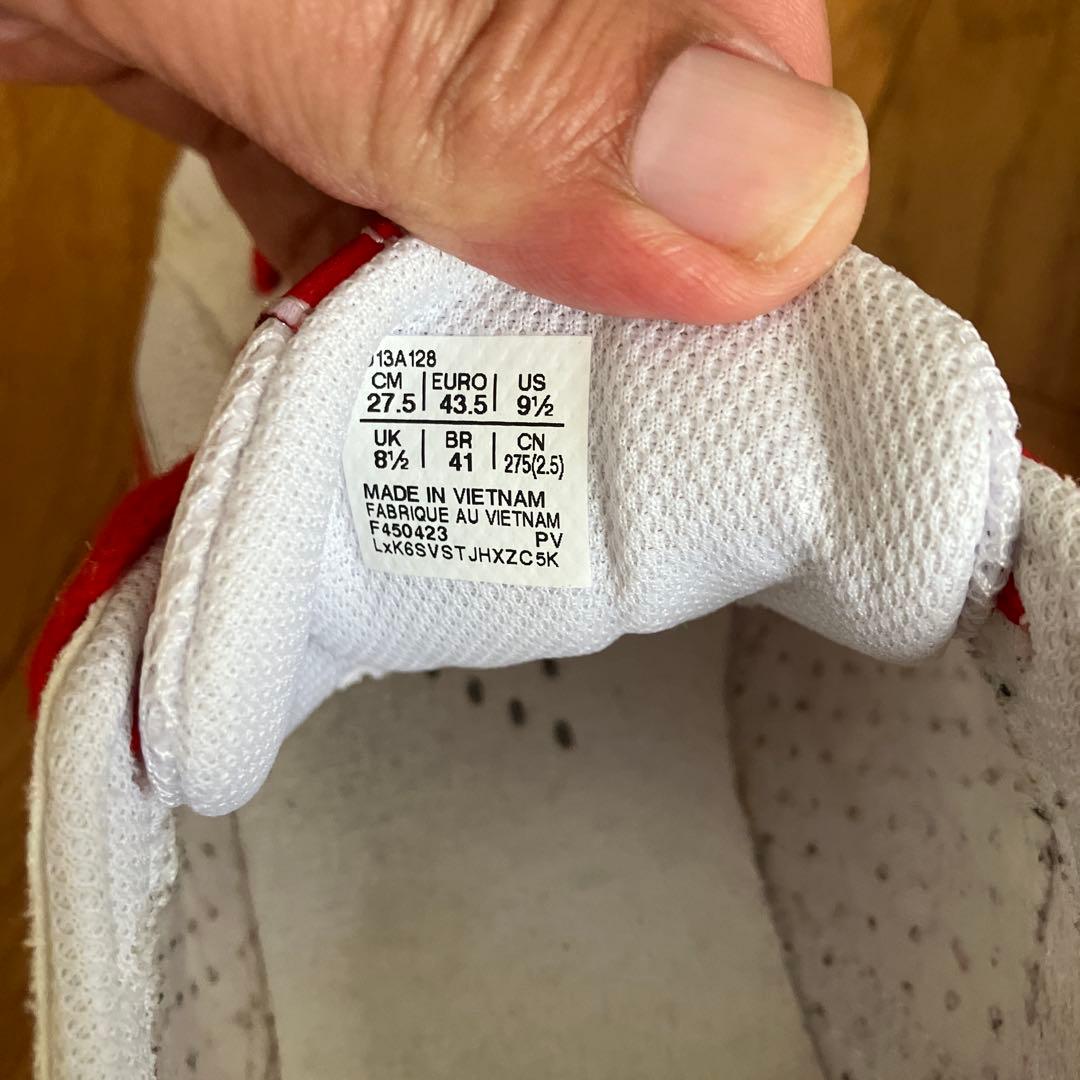 J13A128
CM | EURO | US
27.5 | 43.5 | 9½
UK | BR | CN
8½ | 41 | 275(2.5)
MADE IN VIETNAM
FABRIQUE AU VIETNAM
F450423 PV
LxK6SVSTJHXZC5K